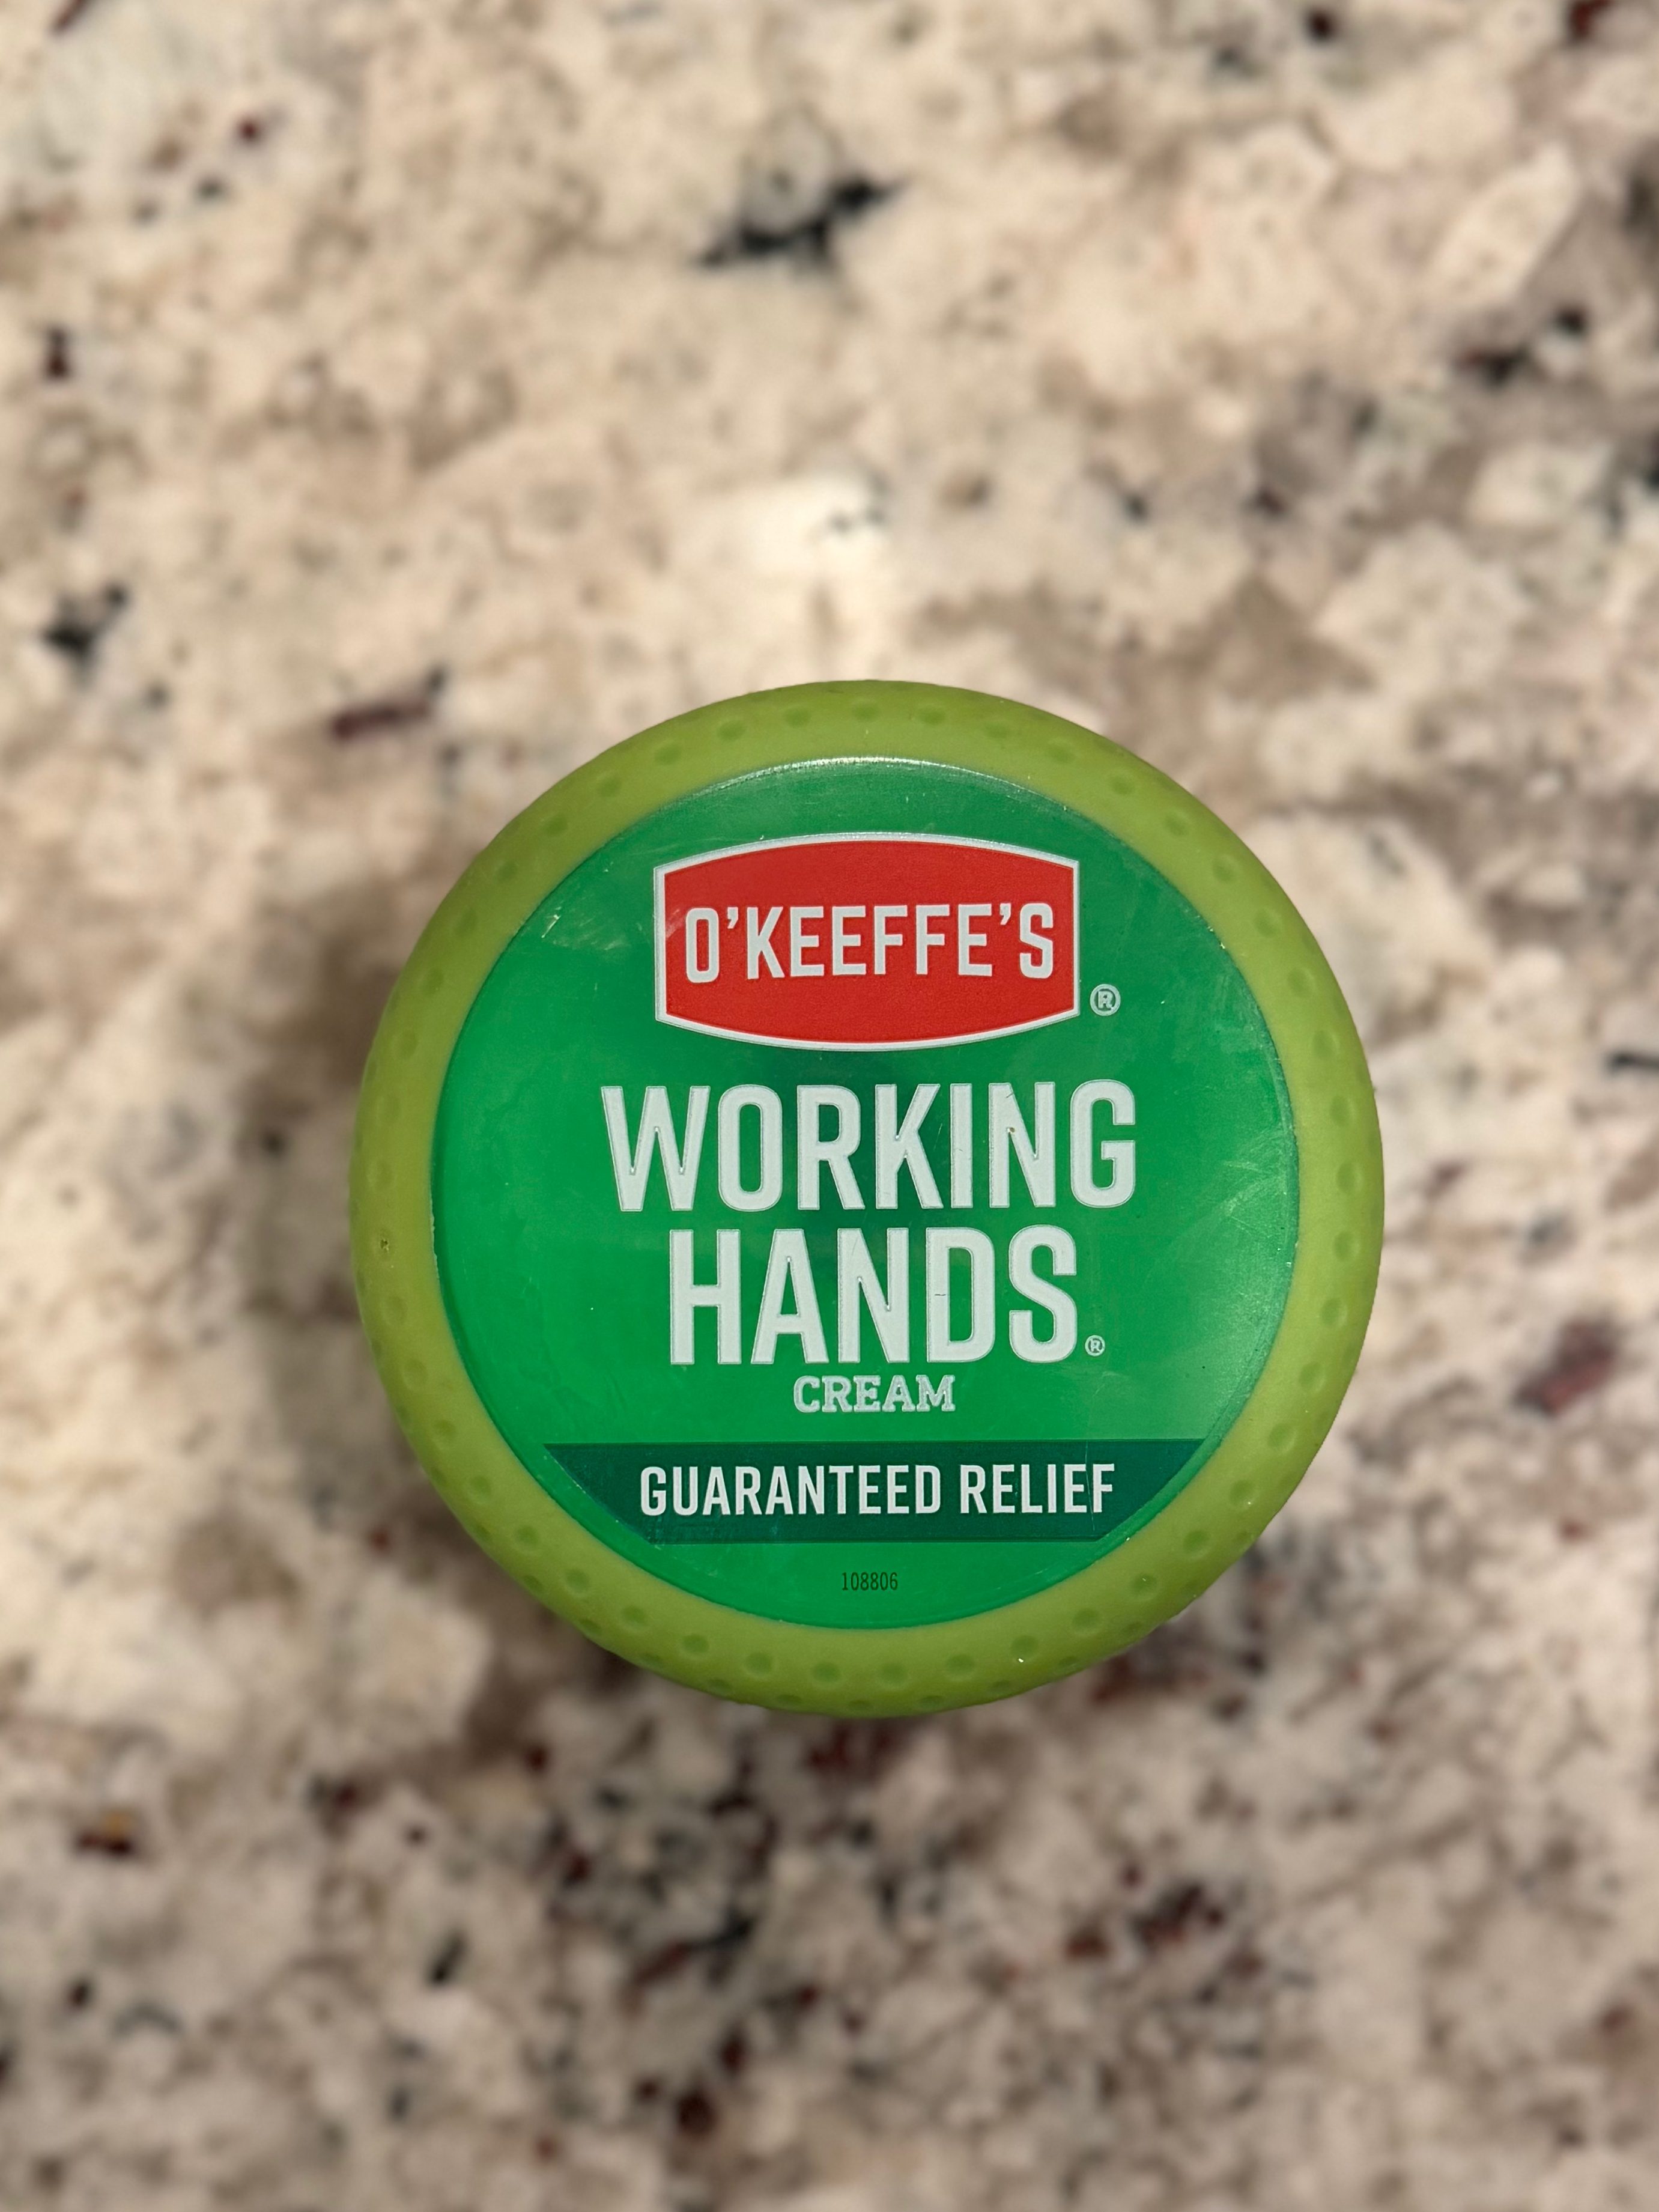 O'KEEFFE'S®
WORKING
HANDS®
CREAM
GUARANTEED RELIEF
108806